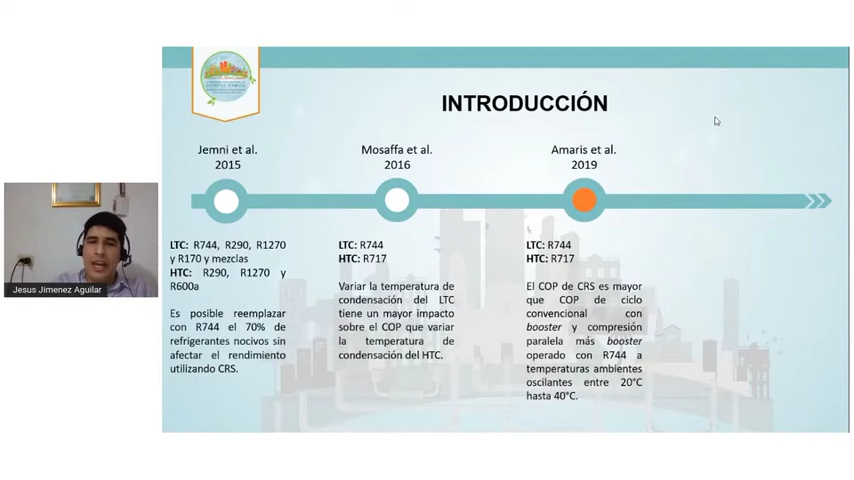 INTRODUCCIÓN
Jemni et al.
2015
LTC: R744, R290, R1270
y R170 y mezclas
HTC: R290, R1270 y
R600a
Es posible reemplazar
con R744 el 70% de
refrigerantes nocivos sin
afectar el rendimiento
utilizando CRS.
Mosaffa et al.
2016
LTC: R744
HTC: R717
Variar la temperatura de
condensación del LTC
tiene un mayor impacto
sobre el COP que variar
la temperatura de
condensación del HTC.
Amaris et al.
2019
LTC: R744
HTC: R717
El COP de CRS es mayor
que COP de ciclo
convencional con
booster y compresión
paralela más booster
operado con R744 a
temperaturas ambientes
oscilantes entre 20°C
hasta 40°C.
Jesus Jimenez Aguilar